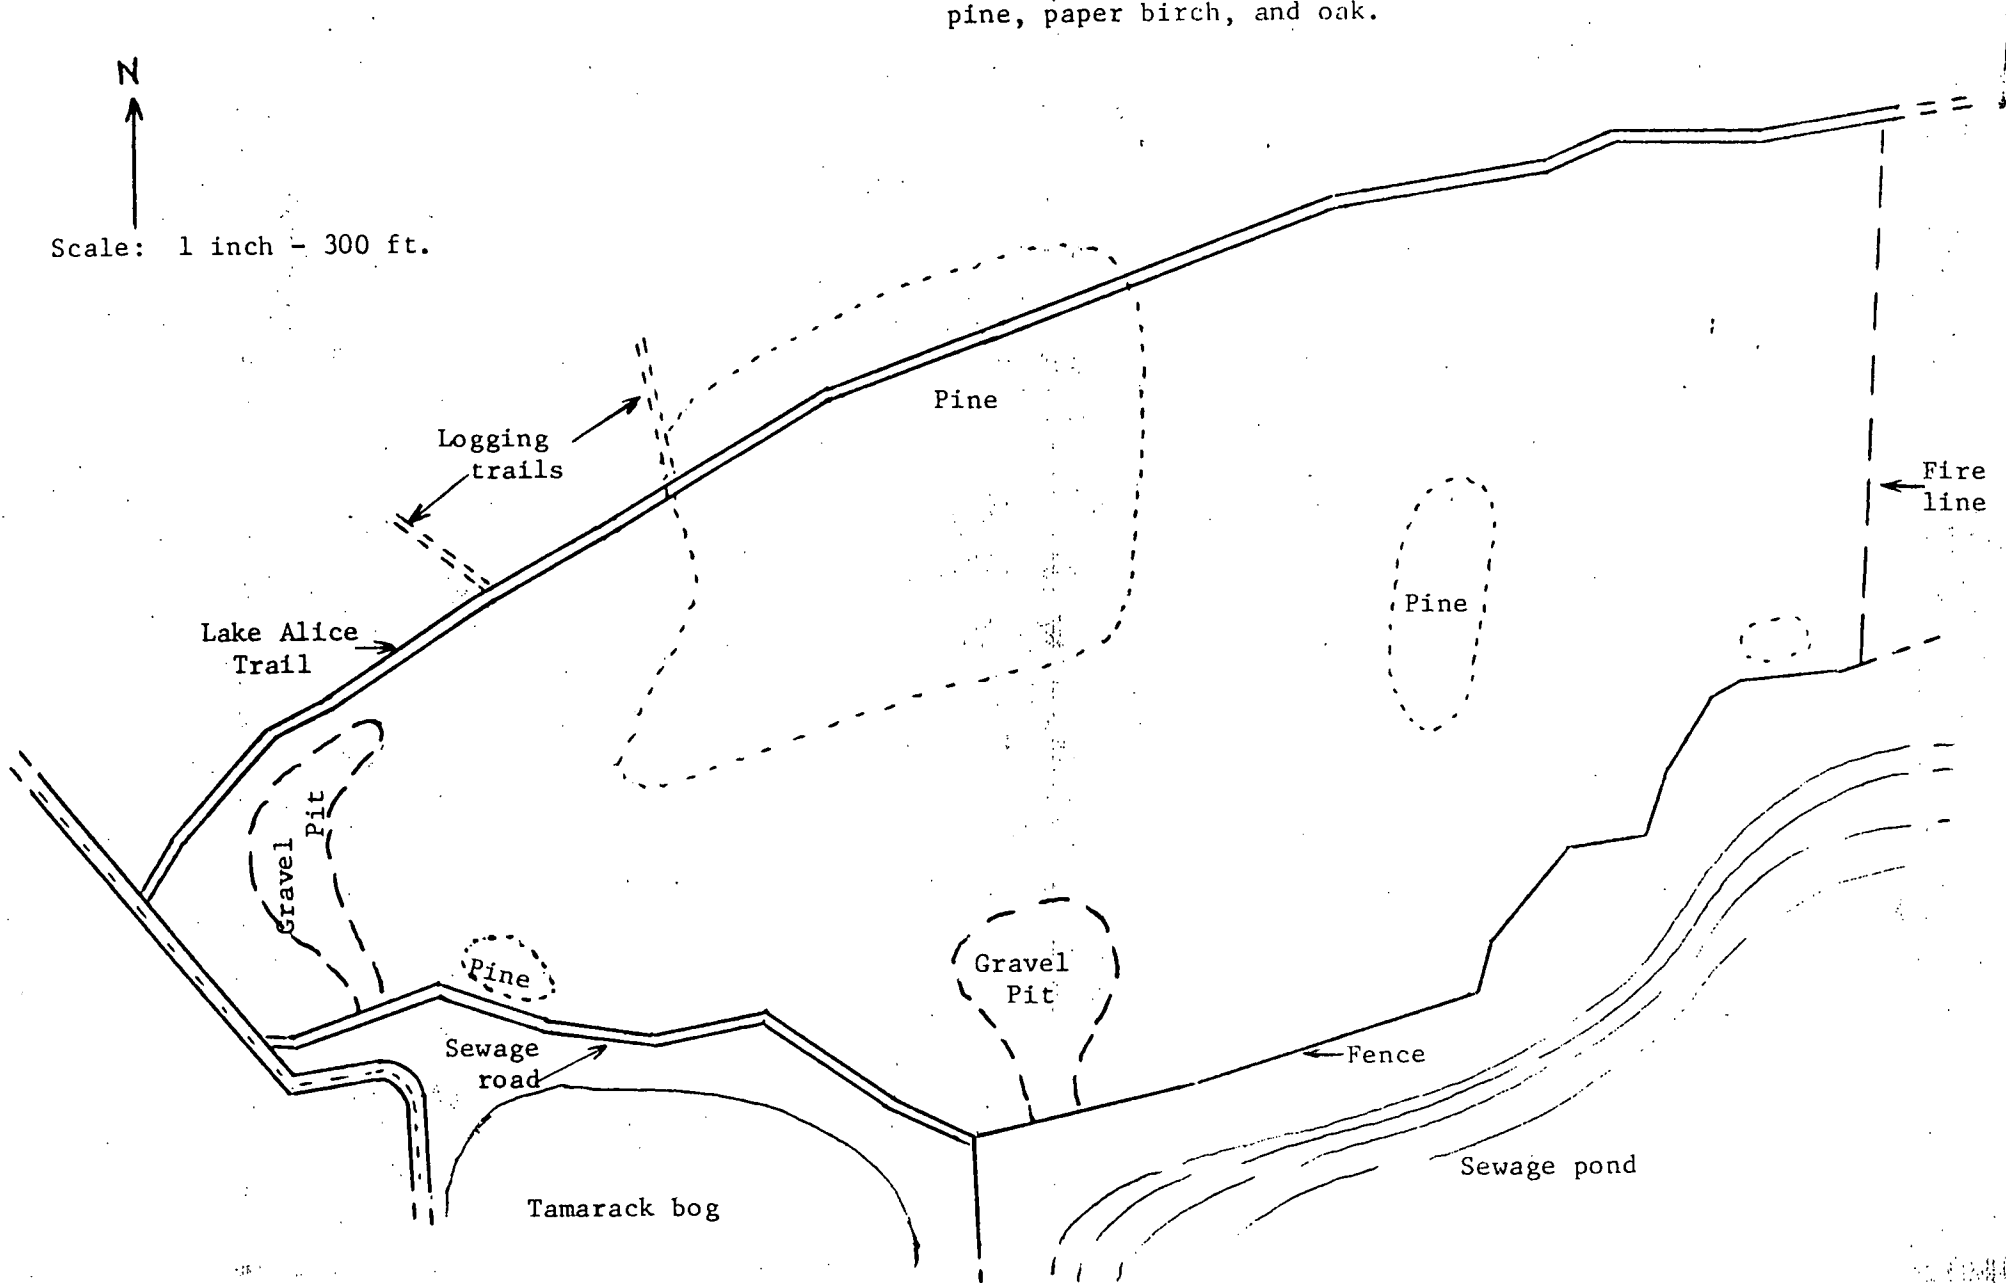 pine, paper birch, and oak.
N
Scale: 1 inch - 300 ft.
Pine
Logging
trails
Fire
line
Pine
Lake Alice
Trail
Gravel
Pit
Pine
Gravel
Pit
Sewage
road
Fence
Sewage pond
Tamarack bog